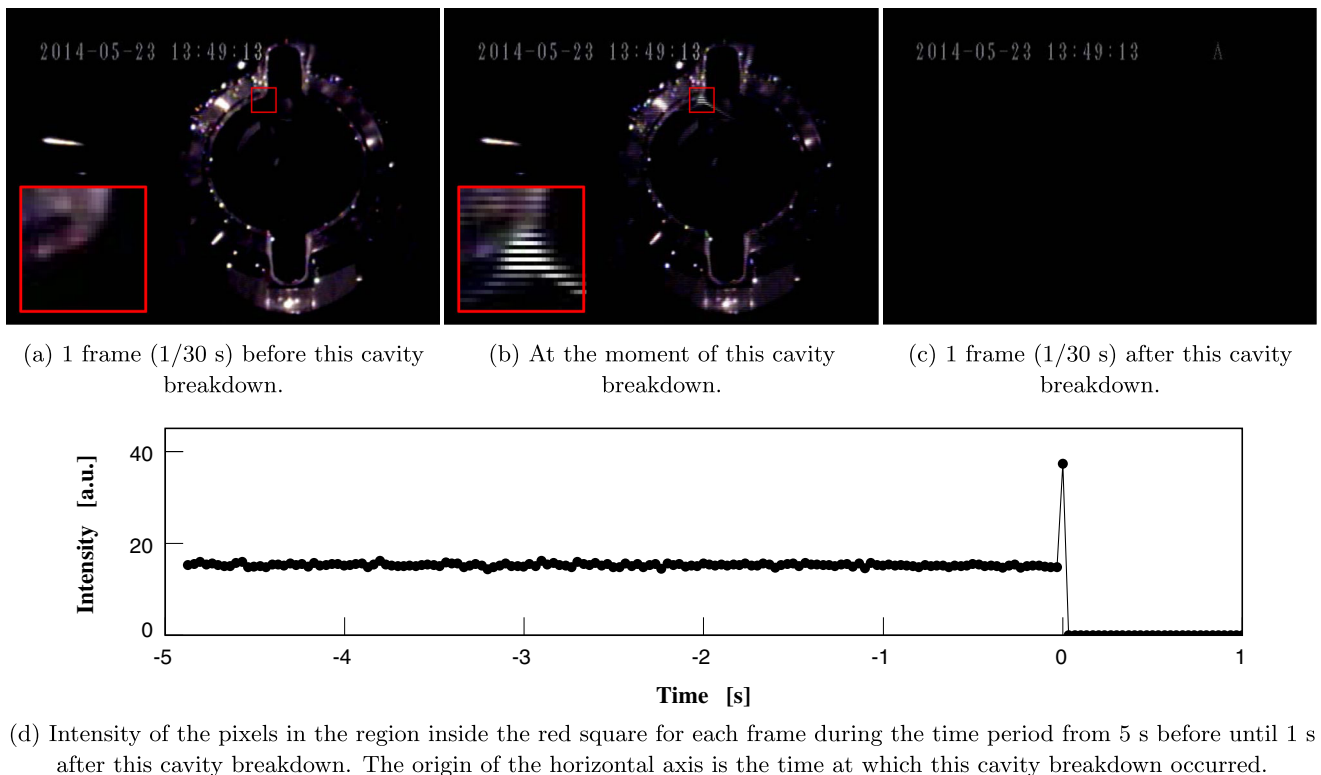 2014-05-23 13:49:13
2014-05-23 13:49:13
2014-05-23 13:49:13 A
(a) 1 frame (1/30 s) before this cavity
breakdown.
(b) At the moment of this cavity
breakdown.
(c) 1 frame (1/30 s) after this cavity
breakdown.
Intensity [a.u.]
40
20
0
-5 -4 -3 -2 -1 0 1
Time [s]
(d) Intensity of the pixels in the region inside the red square for each frame during the time period from 5 s before until 1 s
after this cavity breakdown. The origin of the horizontal axis is the time at which this cavity breakdown occurred.